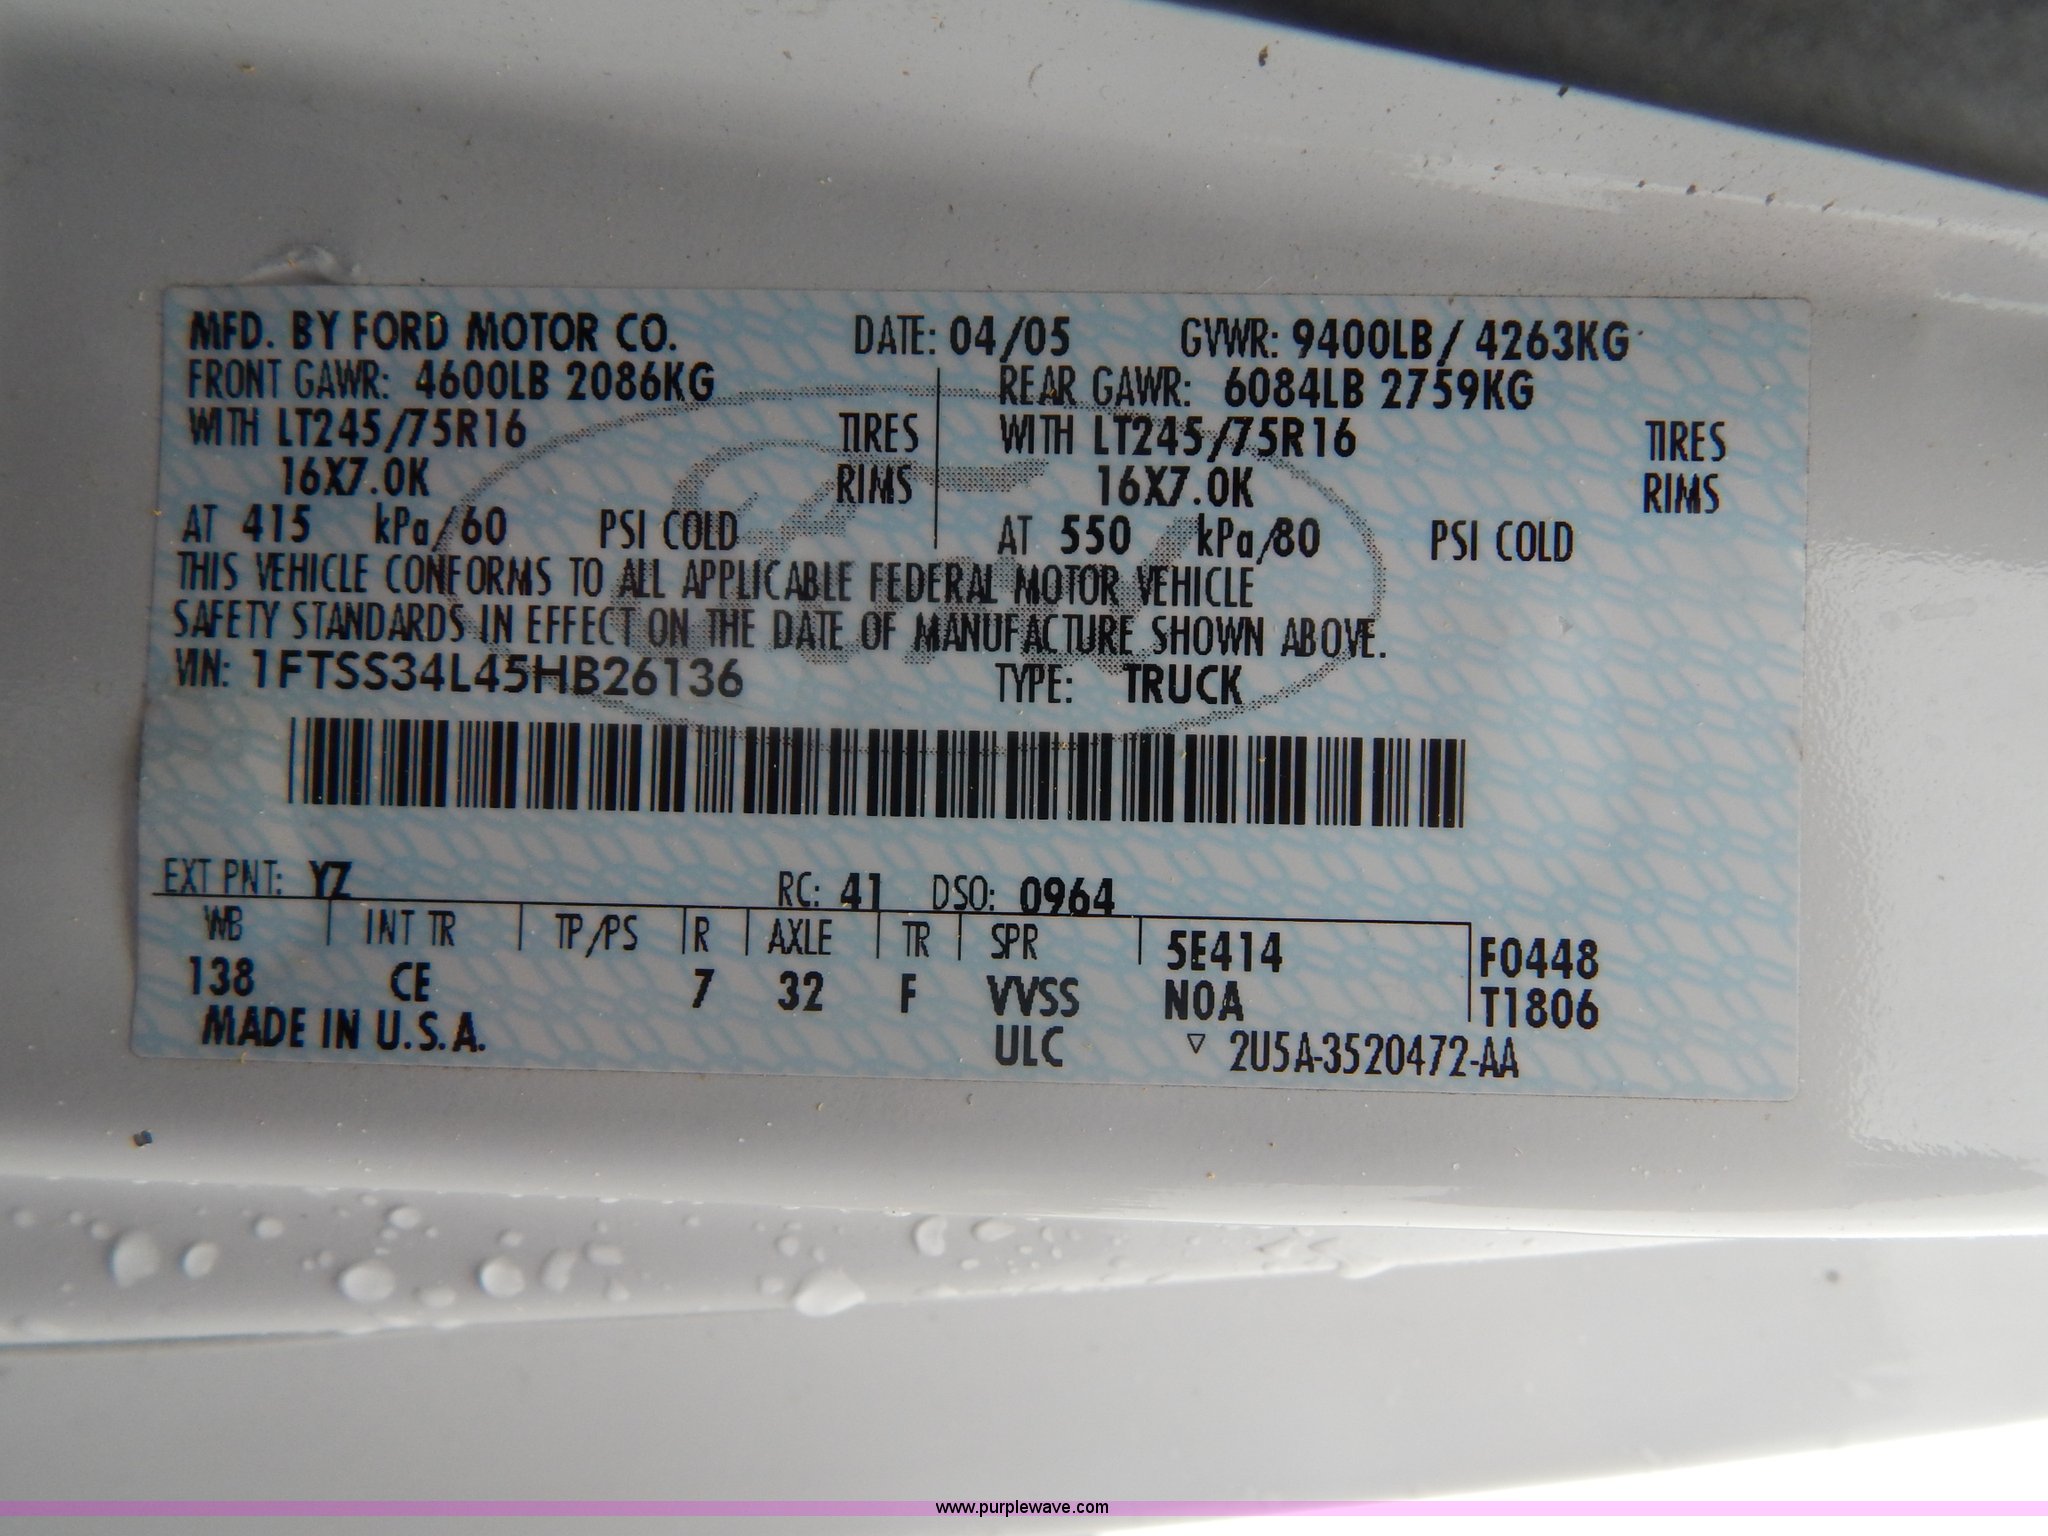 MFD. BY FORD MOTOR CO. DATE: 04/05 GVWR: 9400LB/ 4263KG
FRONT GAWR: 4600LB 2086KG REAR GAWR: 6084LB 2759KG
WITH LT245/75R16 TIRES WITH LT245/75R16 TIRES
16X7.0K RIMS 16X7.0K RIMS
AT 415 kPa/60 PSI COLD AT 550 kPa/80 PSI COLD
THIS VEHICLE CONFORMS TO ALL APPLICABLE FEDERAL MOTOR VEHICLE
SAFETY STANDARDS IN EFFECT ON THE DATE OF MANUFACTURE SHOWN ABOVE.
VIN: 1FTSS34L45HB26136 TYPE: TRUCK
EXT PNT: YZ RC: 41 DSO: 0964
WB INT TR TP/PS R AXLE TR SPR 5E414 F0448
138 CE 7 32 F VVSS NOA T1806
MADE IN U.S.A. ULC ▽ 2U5A-3520472-AA
Ford
www.purplewave.com